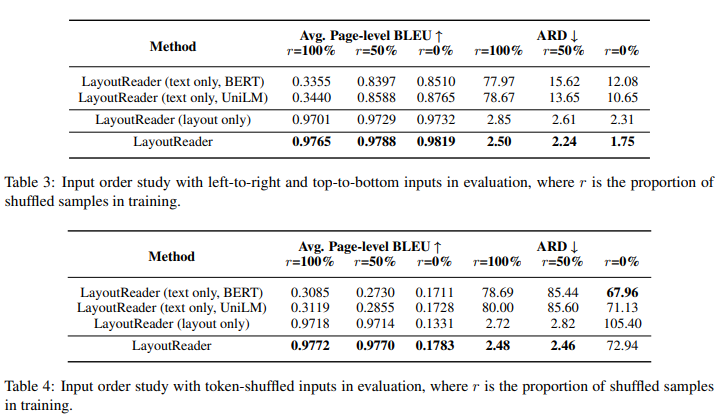 Method Avg. Page-level BLEU ↑ ARD ↓
r=100% r=50% r=0% r=100% r=50% r=0%
LayoutReader (text only, BERT) 0.3355 0.8397 0.8510 77.97 15.62 12.08
LayoutReader (text only, UniLM) 0.3440 0.8588 0.8765 78.67 13.65 10.65
LayoutReader (layout only) 0.9701 0.9729 0.9732 2.85 2.61 2.31
LayoutReader 0.9765 0.9788 0.9819 2.50 2.24 1.75
Table 3: Input order study with left-to-right and top-to-bottom inputs in evaluation, where r is the proportion of
shuffled samples in training.
Method Avg. Page-level BLEU ↑ ARD ↓
r=100% r=50% r=0% r=100% r=50% r=0%
LayoutReader (text only, BERT) 0.3085 0.2730 0.1711 78.69 85.44 67.96
LayoutReader (text only, UniLM) 0.3119 0.2855 0.1728 80.00 85.60 71.13
LayoutReader (layout only) 0.9718 0.9714 0.1331 2.72 2.82 105.40
LayoutReader 0.9772 0.9770 0.1783 2.48 2.46 72.94
Table 4: Input order study with token-shuffled inputs in evaluation, where r is the proportion of shuffled samples
in training.